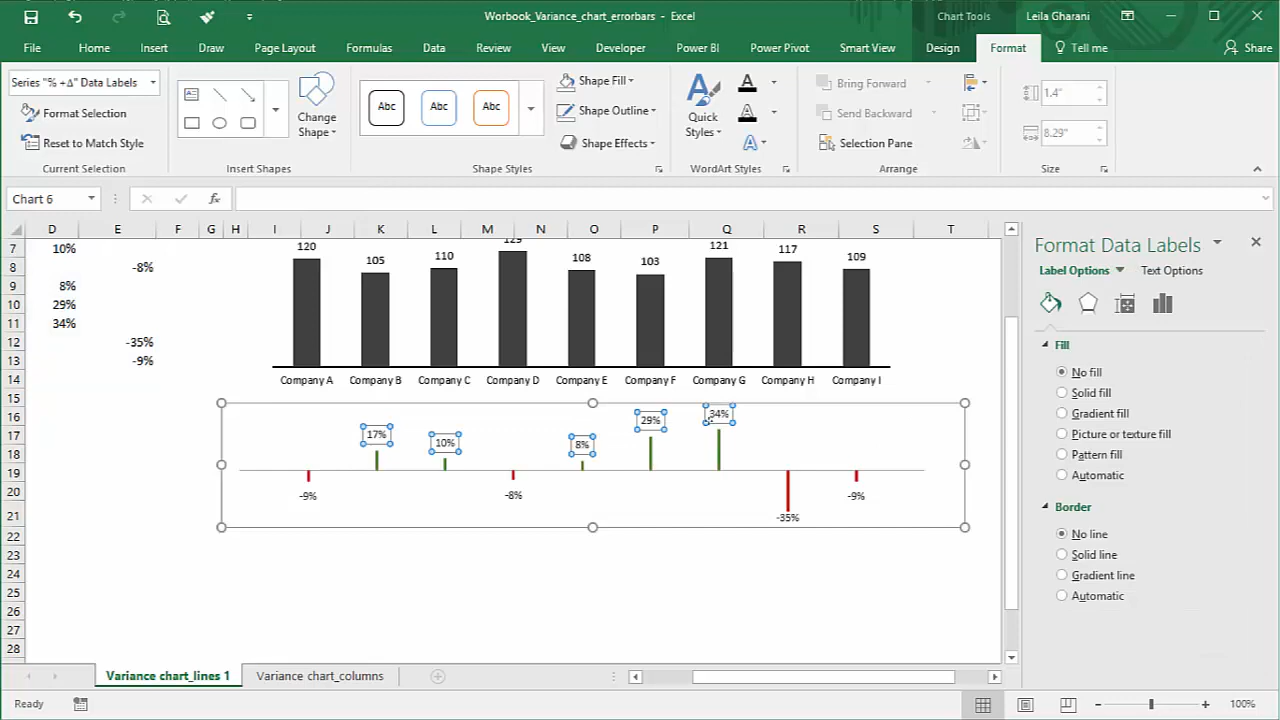 Worbook_Variance_chart_errorbars - Excel
Chart Tools
Leila Gharani
File Home Insert Draw Page Layout Formulas Data Review View Developer Power BI Power Pivot Smart View Design Format Tell me Share
Series "% +Δ" Data Labels
Format Selection
Reset to Match Style
Current Selection
Change Shape
Insert Shapes
Abc Abc Abc
Shape Fill
Shape Outline
Shape Effects
Shape Styles
Quick Styles
A A A A
WordArt Styles
Bring Forward
Send Backward
Selection Pane
Arrange
1.4"
8.29"
Size
Chart 6
fx
D E F G H I J K L M N O P Q R S T
7 10%
8 -8%
9 8%
10 29%
11 34%
12 -35%
13 -9%
14
15
16
17
18
19
20
21
22
23
24
25
26
27
28
120 105 110 129 108 103 121 117 109
Company A Company B Company C Company D Company E Company F Company G Company H Company I
17% 10% 8% 29% 34%
-9% -8% -35% -9%
Format Data Labels
Label Options Text Options
Fill
No fill
Solid fill
Gradient fill
Picture or texture fill
Pattern fill
Automatic
Border
No line
Solid line
Gradient line
Automatic
Variance chart_lines 1 Variance chart_columns
Ready
100%